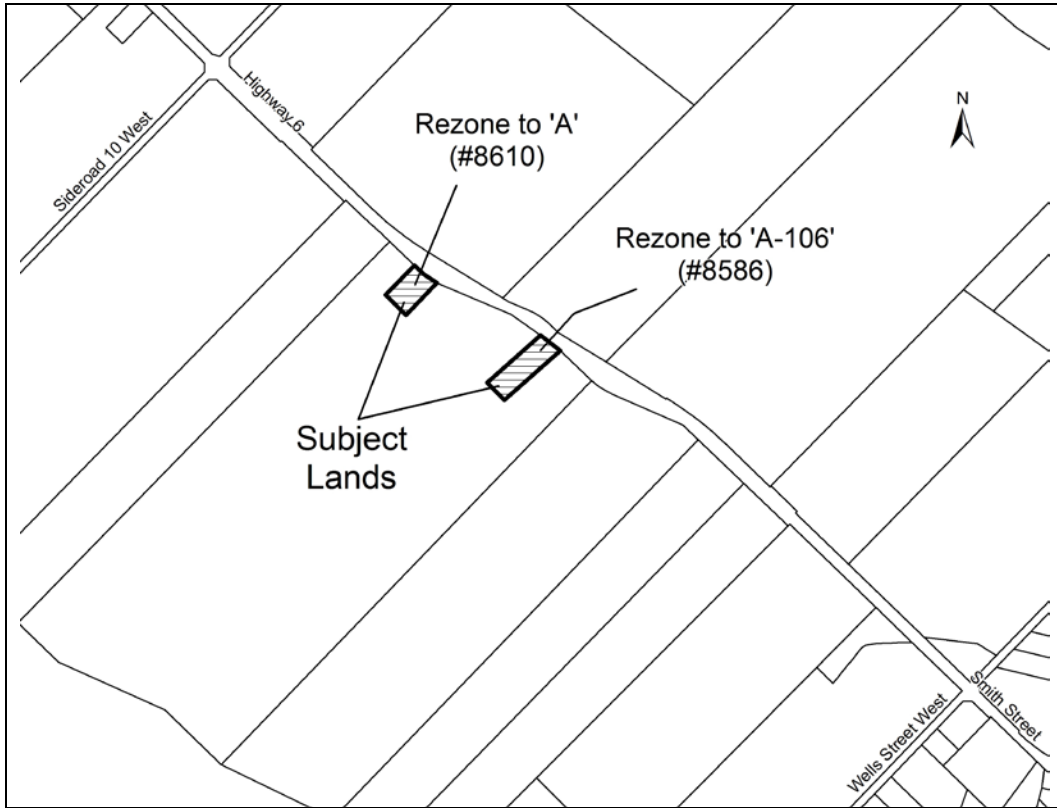 Highway 6
N
Rezone to 'A'
(#8610)
Sideroad 10 West
Rezone to 'A-106'
(#8586)
Subject
Lands
Smith Street
Wells Street West